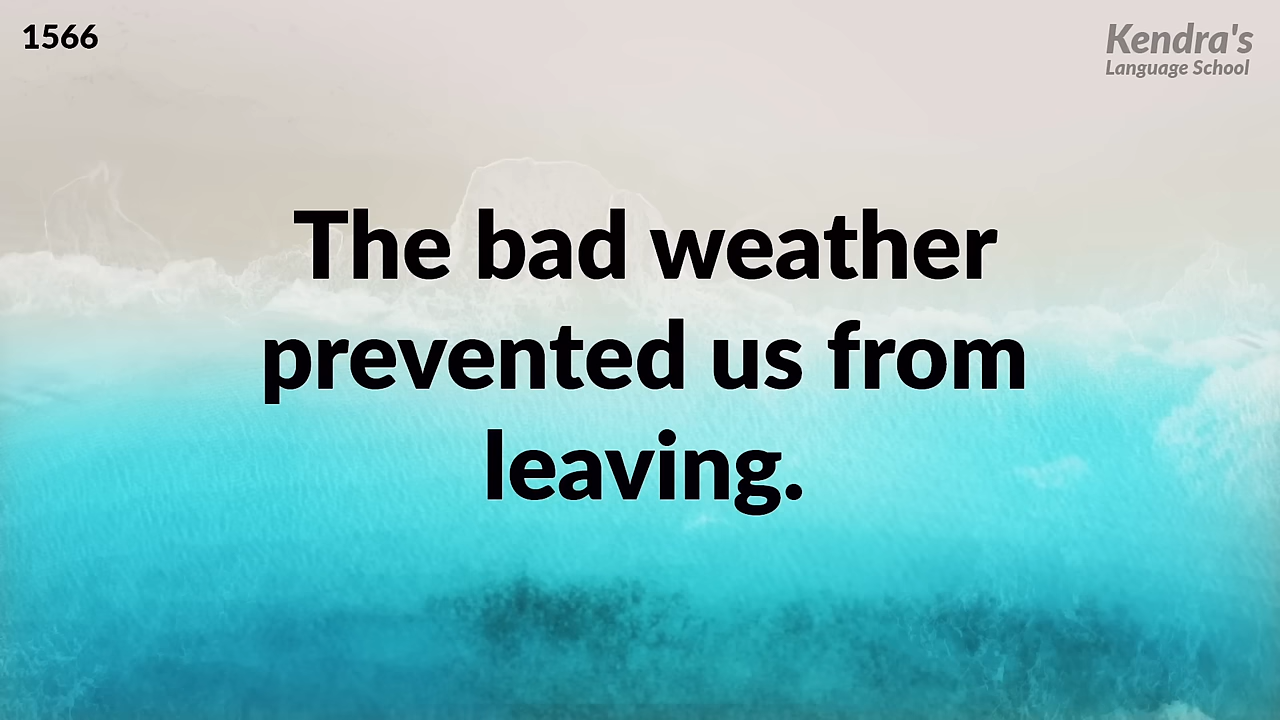 1566
Kendra's
Language School
The bad weather
prevented us from
leaving.